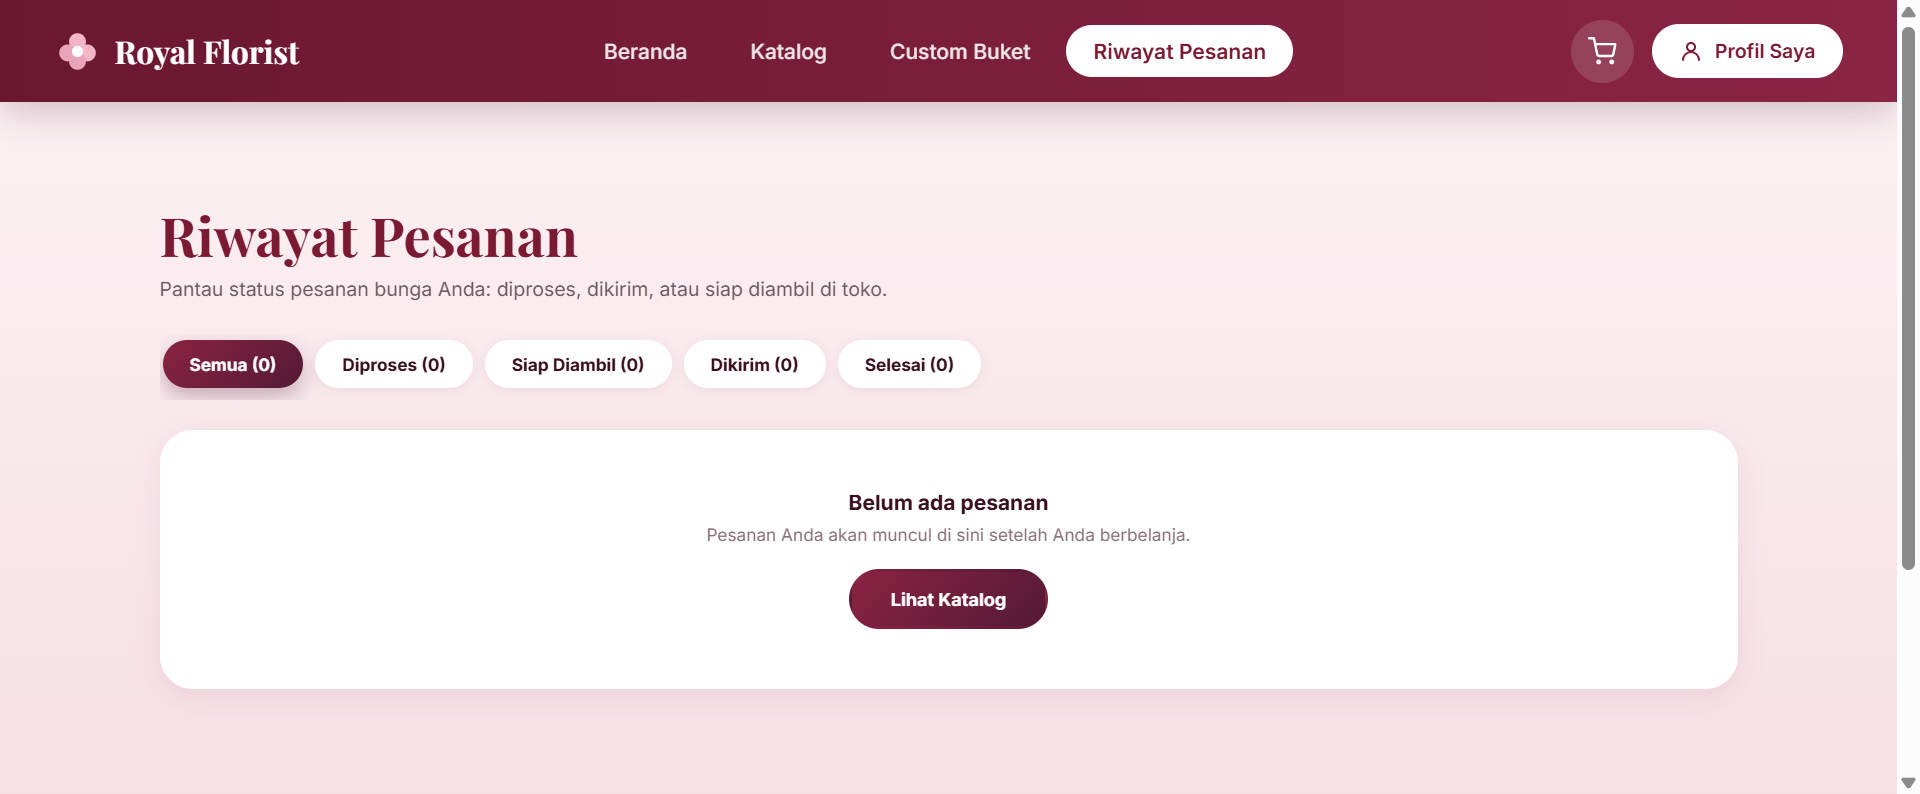 Royal Florist
Beranda
Katalog
Custom Buket
Riwayat Pesanan
Profil Saya
Riwayat Pesanan
Pantau status pesanan bunga Anda: diproses, dikirim, atau siap diambil di toko.
Semua (0)
Diproses (0)
Siap Diambil (0)
Dikirim (0)
Selesai (0)
Belum ada pesanan
Pesanan Anda akan muncul di sini setelah Anda berbelanja.
Lihat Katalog